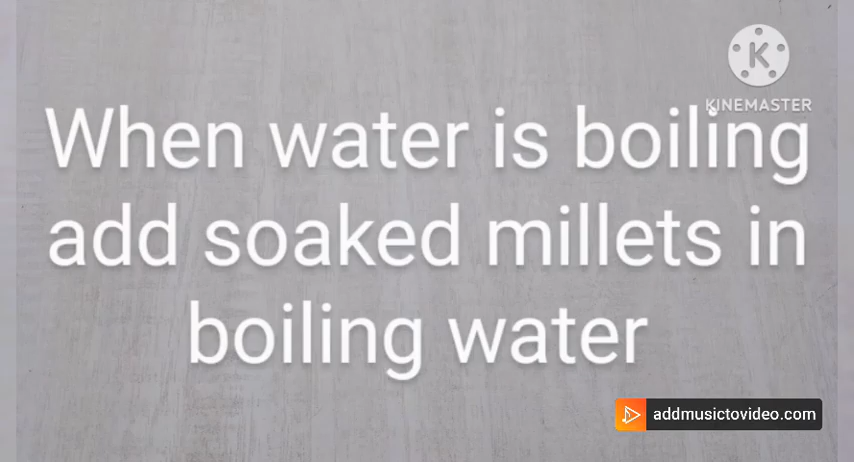 KINEMASTER
When water is boiling
add soaked millets in
boiling water
addmusictovideo.com